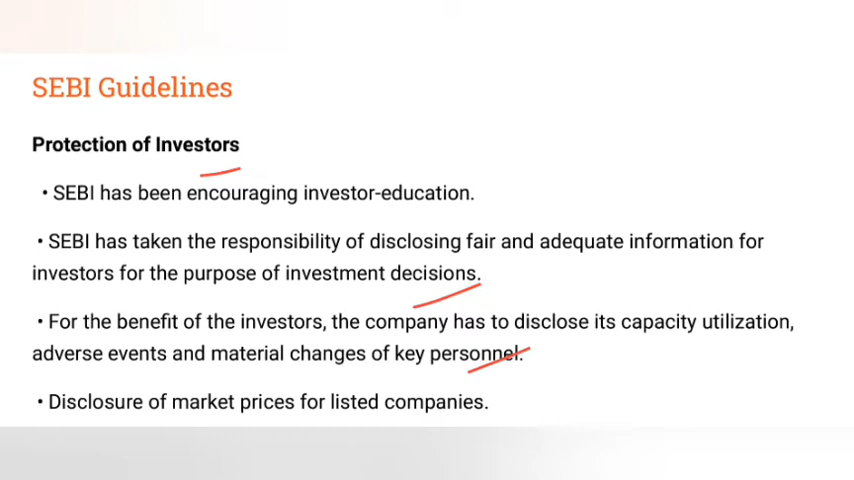 SEBI Guidelines
Protection of Investors
• SEBI has been encouraging investor-education.
• SEBI has taken the responsibility of disclosing fair and adequate information for
investors for the purpose of investment decisions.
• For the benefit of the investors, the company has to disclose its capacity utilization,
adverse events and material changes of key personnel.
• Disclosure of market prices for listed companies.